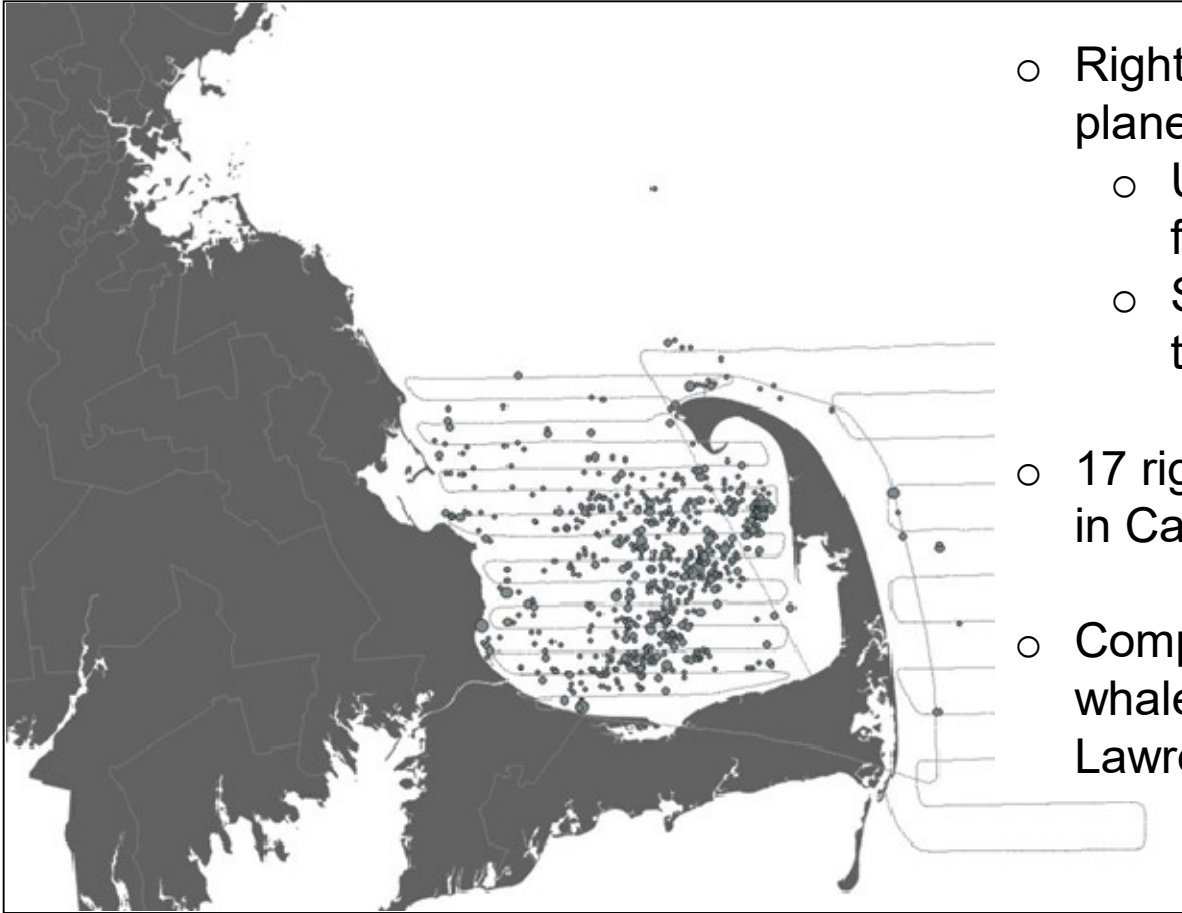 ○ Right
plane
○ U
f
○ S
t
○ 17 rig
in Ca
○ Comp
whale
Lawre